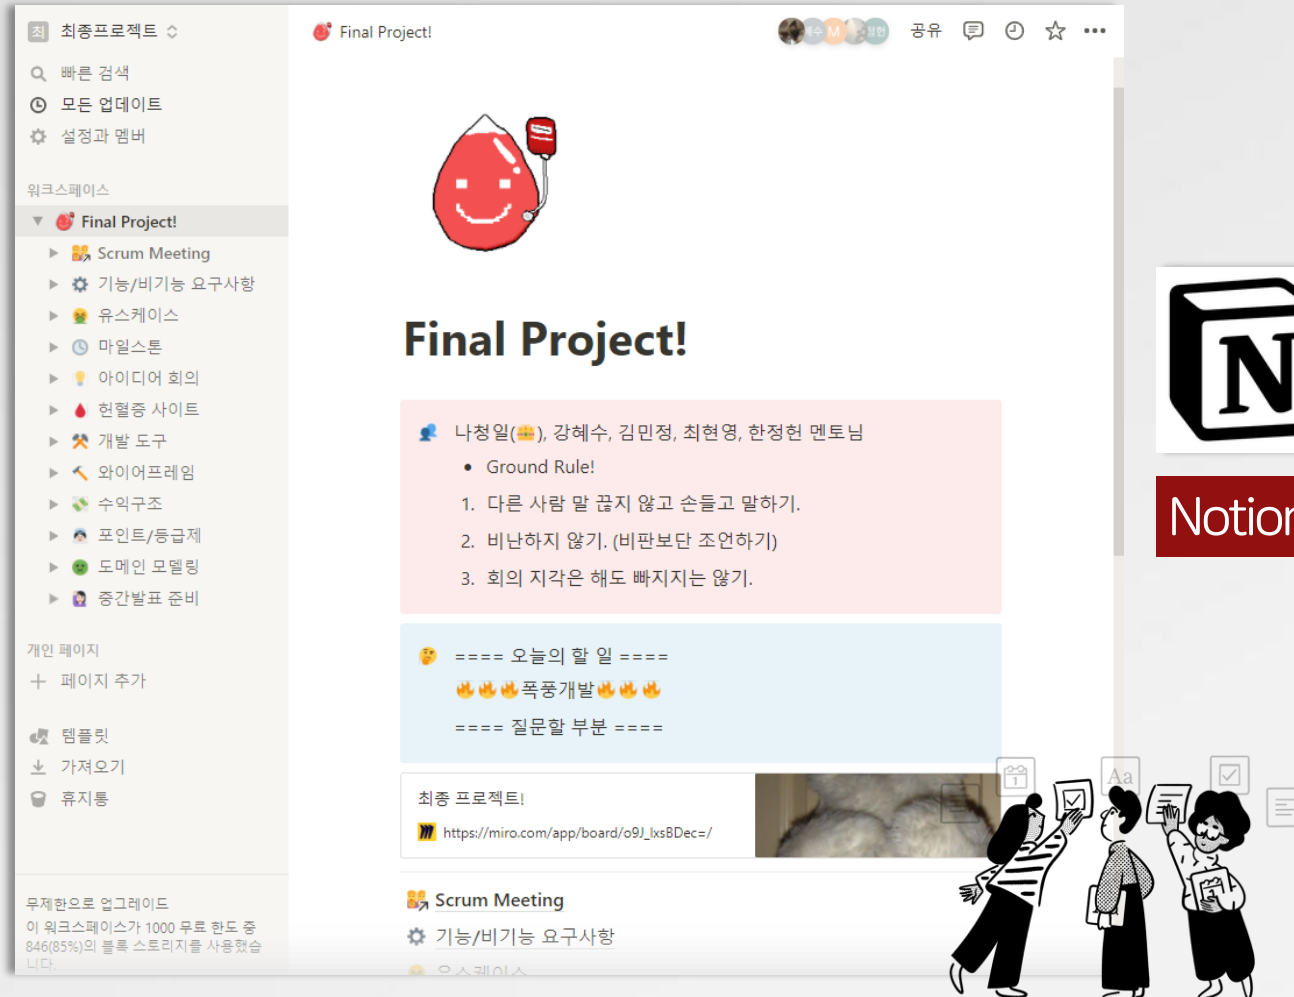 최 최종프로젝트
빠른 검색
모든 업데이트
설정과 멤버
워크스페이스
Final Project!
Scrum Meeting
기능/비기능 요구사항
유스케이스
마일스톤
아이디어 회의
헌혈증 사이트
개발 도구
와이어프레임
수익구조
포인트/등급제
도메인 모델링
중간발표 준비
개인 페이지
페이지 추가
템플릿
가져오기
휴지통
무제한으로 업그레이드
이 워크스페이스가 1000 무료 한도 중
846(85%)의 블록 스토리지를 사용했습
니다.
Final Project!
M
공유
Final Project!
나청일(), 강혜수, 김민정, 최현영, 한정헌 멘토님
• Ground Rule!
1. 다른 사람 말 끊지 않고 손들고 말하기.
2. 비난하지 않기. (비판보단 조언하기)
3. 회의 지각은 해도 빠지지는 않기.
==== 오늘의 할 일 ====
폭풍개발
==== 질문할 부분 ====
최종 프로젝트!
https://miro.com/app/board/o9J_lxsBDec=/
Scrum Meeting
기능/비기능 요구사항
유스케이스
N
Notion
1
Aa